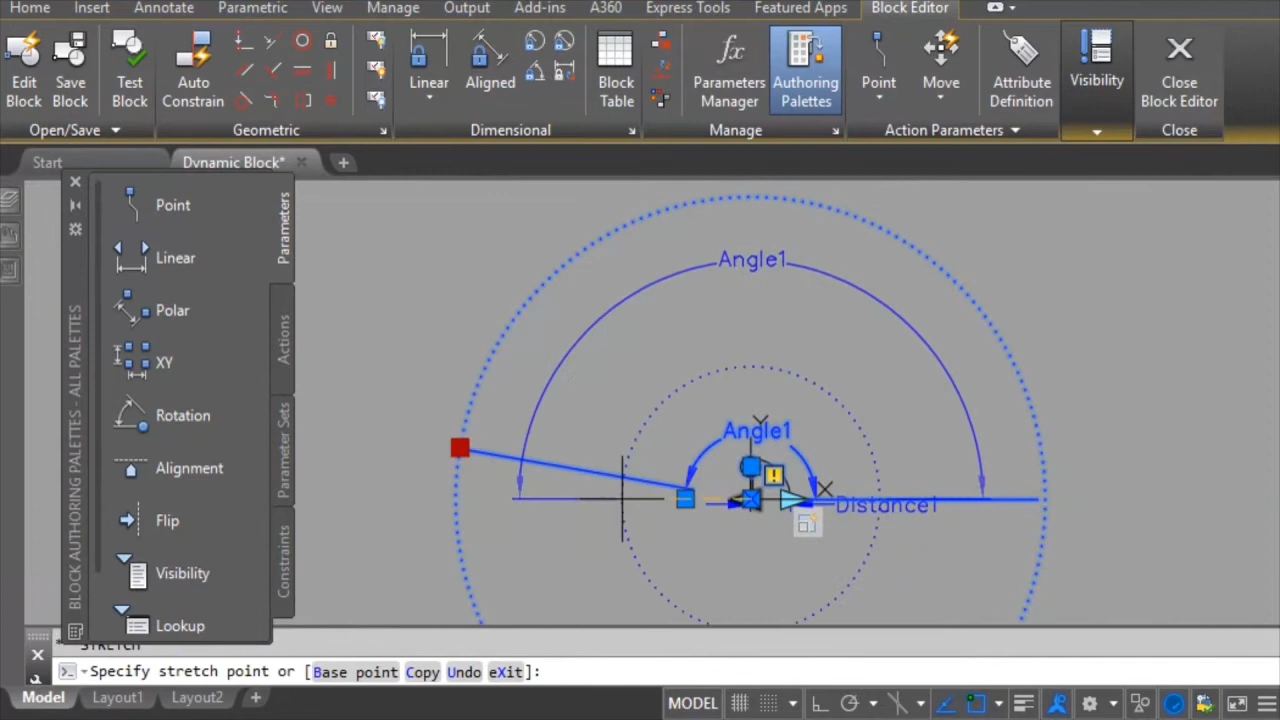 Home Insert Annotate Parametric View Manage Output Add-ins A360 Express Tools Featured Apps Block Editor
Edit Block
Save Block
Test Block
Auto Constrain
Linear
Aligned
Block Table
Parameters Manager
Authoring Palettes
Point
Move
Attribute Definition
Visibility
Close Block Editor
Open/Save Geometric Dimensional Manage Action Parameters Close
Start Dynamic Block*
Point
Linear
Polar
XY
Rotation
Alignment
Flip
Visibility
Lookup
Parameters
Actions
Parameter Sets
Constraints
BLOCK AUTHORING PALETTES - ALL PALETTES
Angle1
Angle1
Y
X
Distance1
STRETCH
Specify stretch point or [Base point Copy Undo eXit]:
Model Layout1 Layout2
MODEL